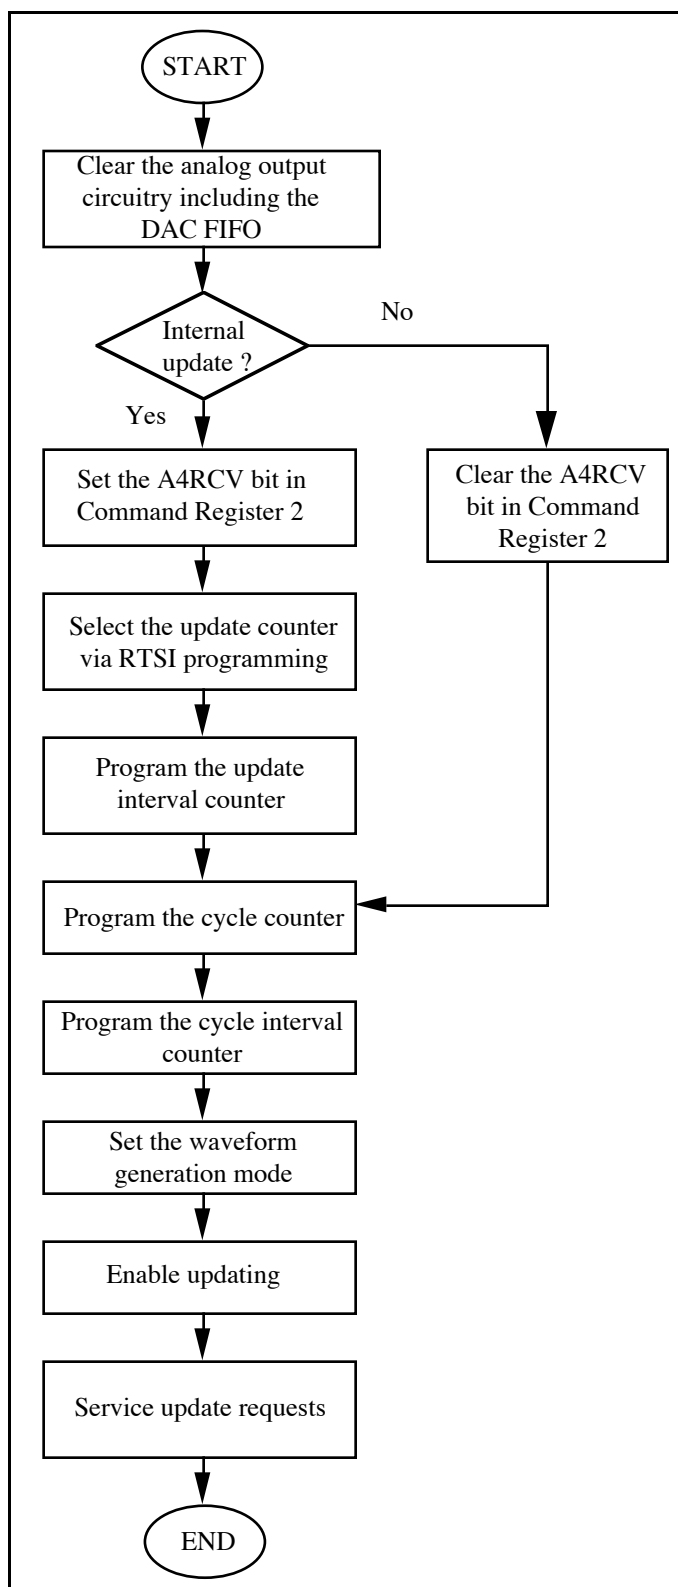 START
Clear the analog output
circuitry including the
DAC FIFO
Internal
update ?
No
Yes
Set the A4RCV bit in
Command Register 2
Clear the A4RCV
bit in Command
Register 2
Select the update counter
via RTSI programming
Program the update
interval counter
Program the cycle counter
Program the cycle interval
counter
Set the waveform
generation mode
Enable updating
Service update requests
END